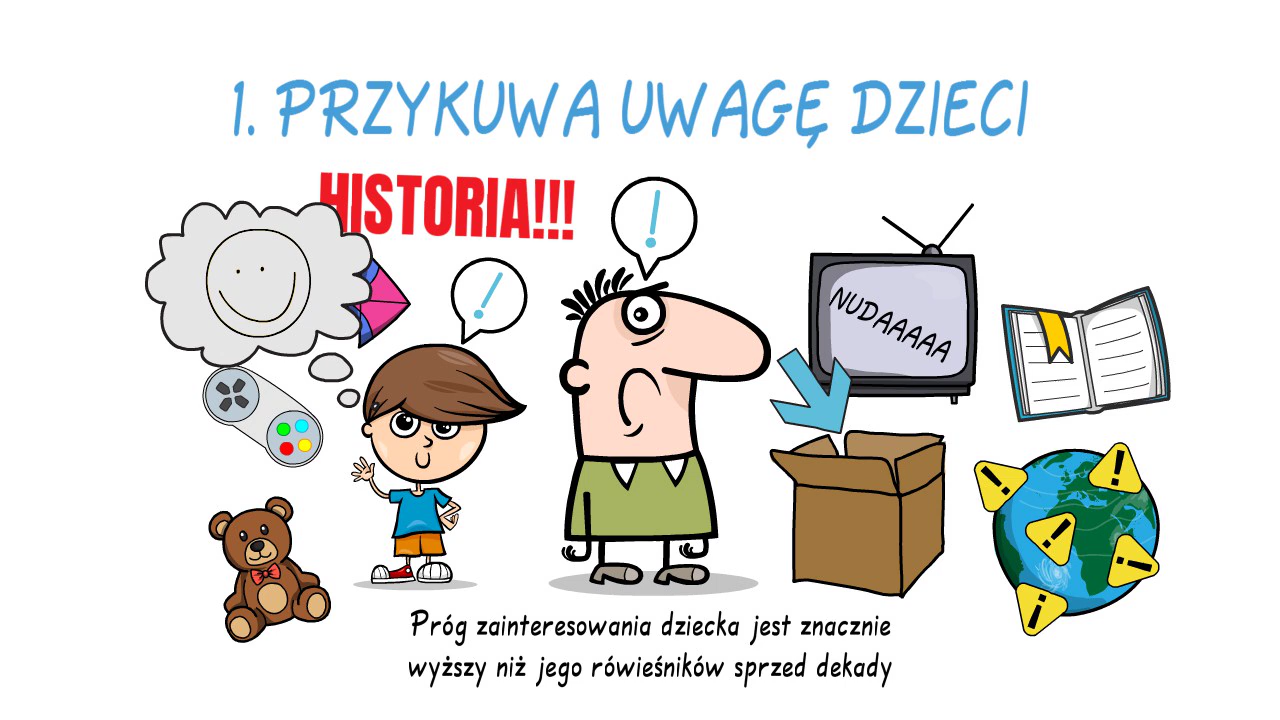 1. PRZYKUWA UWAGĘ DZIECI
HISTORIA!!!
!
!
NUDAAAAA
!
!
!
!
!
Próg zainteresowania dziecka jest znacznie
wyższy niż jego rówieśników sprzed dekady